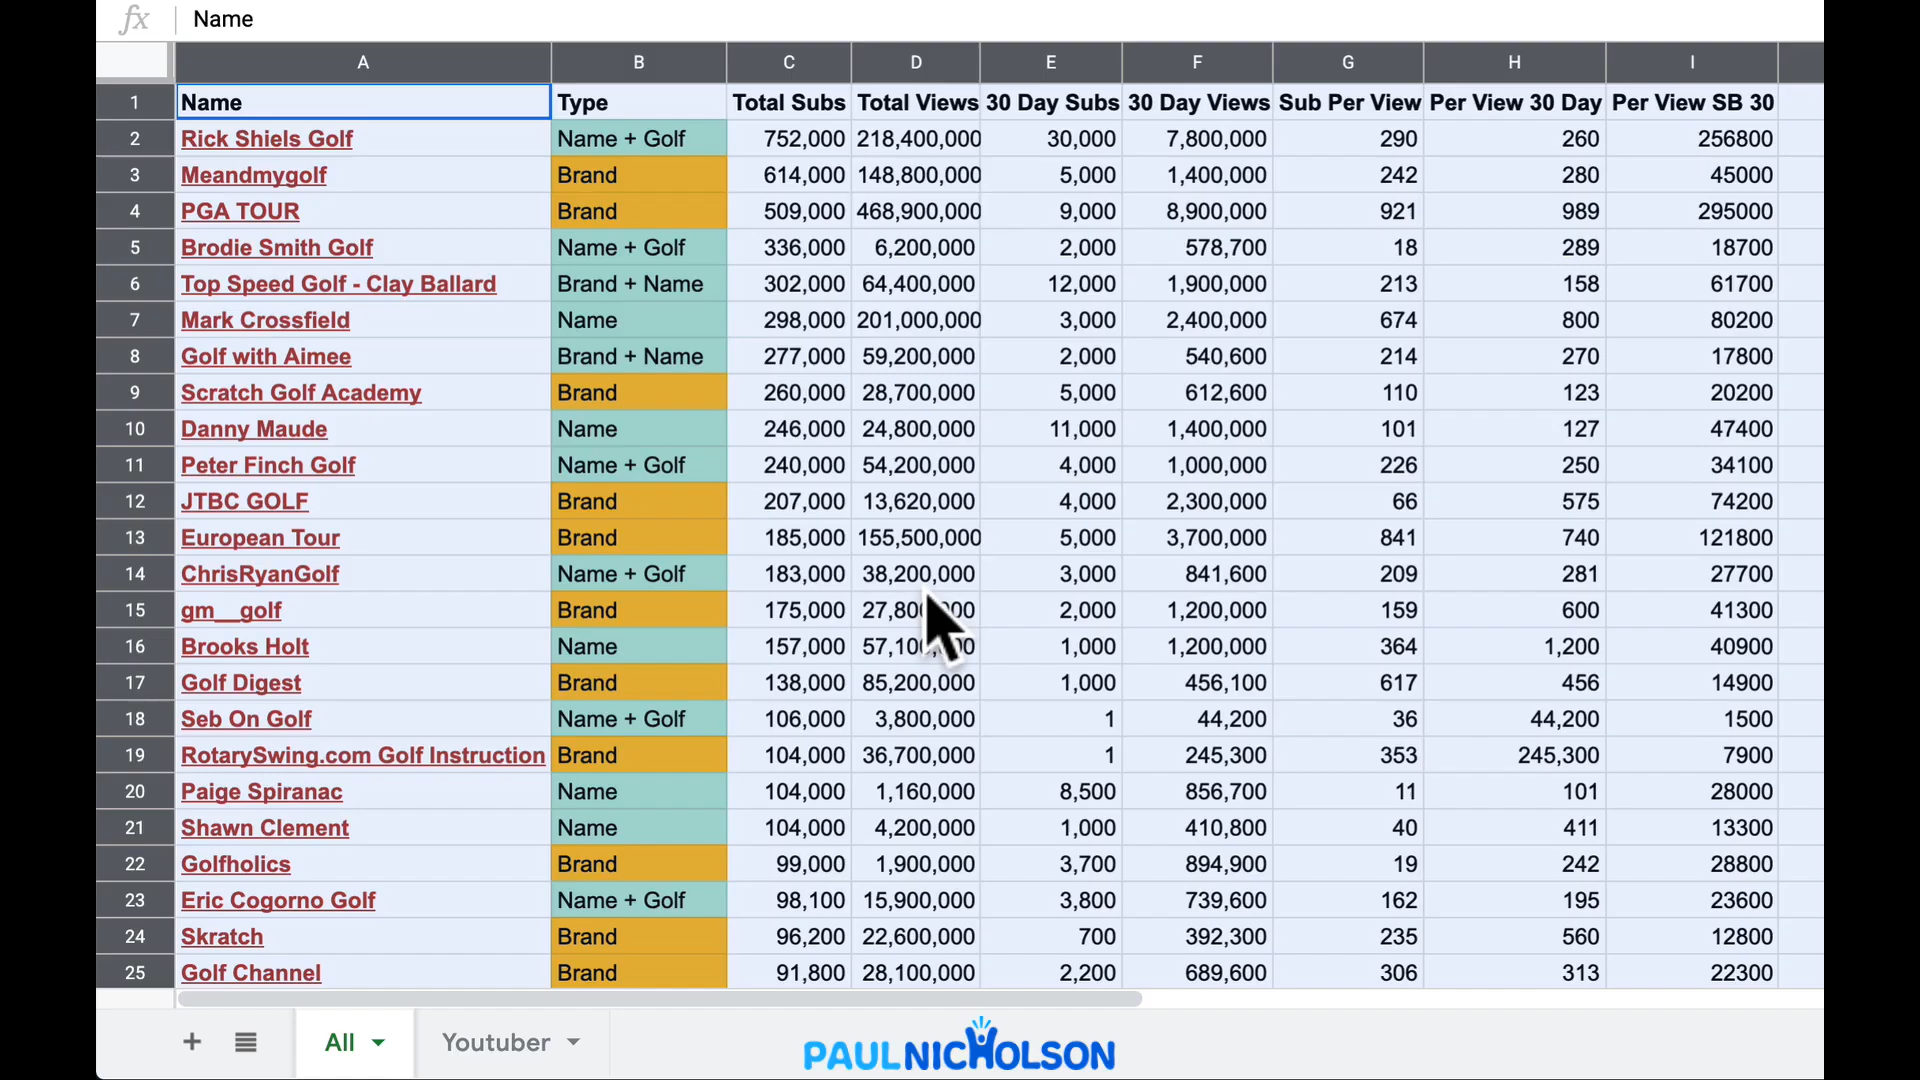 fx Name
A B C D E F G H I
1 Name Type Total Subs Total Views 30 Day Subs 30 Day Views Sub Per View Per View 30 Day Per View SB 30
2 Rick Shiels Golf Name + Golf 752,000 218,400,000 30,000 7,800,000 290 260 256800
3 Meandmygolf Brand 614,000 148,800,000 5,000 1,400,000 242 280 45000
4 PGA TOUR Brand 509,000 468,900,000 9,000 8,900,000 921 989 295000
5 Brodie Smith Golf Name + Golf 336,000 6,200,000 2,000 578,700 18 289 18700
6 Top Speed Golf - Clay Ballard Brand + Name 302,000 64,400,000 12,000 1,900,000 213 158 61700
7 Mark Crossfield Name 298,000 201,000,000 3,000 2,400,000 674 800 80200
8 Golf with Aimee Brand + Name 277,000 59,200,000 2,000 540,600 214 270 17800
9 Scratch Golf Academy Brand 260,000 28,700,000 5,000 612,600 110 123 20200
10 Danny Maude Name 246,000 24,800,000 11,000 1,400,000 101 127 47400
11 Peter Finch Golf Name + Golf 240,000 54,200,000 4,000 1,000,000 226 250 34100
12 JTBC GOLF Brand 207,000 13,620,000 4,000 2,300,000 66 575 74200
13 European Tour Brand 185,000 155,500,000 5,000 3,700,000 841 740 121800
14 ChrisRyanGolf Name + Golf 183,000 38,200,000 3,000 841,600 209 281 27700
15 gm__golf Brand 175,000 2,000 1,200,000 159 600 41300
16 Brooks Holt Name 157,000 1,000 1,200,000 364 1,200 40900
17 Golf Digest Brand 138,000 85,200,000 1,000 456,100 617 456 14900
18 Seb On Golf Name + Golf 106,000 3,800,000 1 44,200 36 44,200 1500
19 RotarySwing.com Golf Instruction Brand 104,000 36,700,000 1 245,300 353 245,300 7900
20 Paige Spiranac Name 104,000 1,160,000 8,500 856,700 11 101 28000
21 Shawn Clement Name 104,000 4,200,000 1,000 410,800 40 411 13300
22 Golfholics Brand 99,000 1,900,000 3,700 894,900 19 242 28800
23 Eric Cogorno Golf Name + Golf 98,100 15,900,000 3,800 739,600 162 195 23600
24 Skratch Brand 96,200 22,600,000 700 392,300 235 560 12800
25 Golf Channel Brand 91,800 28,100,000 2,200 689,600 306 313 22300
+ All Youtuber PAULNICHOLSON